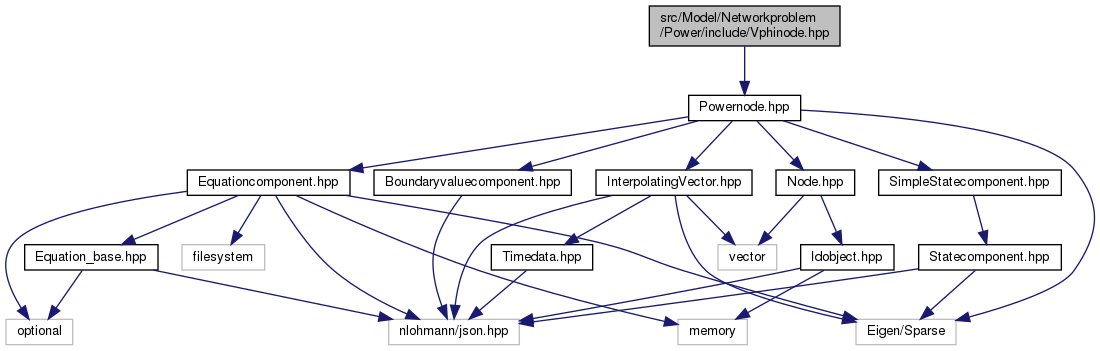 src/Model/Networkproblem
/Power/include/Vphinode.hpp
Powernode.hpp
Equationcomponent.hpp
Boundaryvaluecomponent.hpp
InterpolatingVector.hpp
Node.hpp
SimpleStatecomponent.hpp
Equation_base.hpp
filesystem
Timedata.hpp
vector
Idobject.hpp
Statecomponent.hpp
optional
nlohmann/json.hpp
memory
Eigen/Sparse